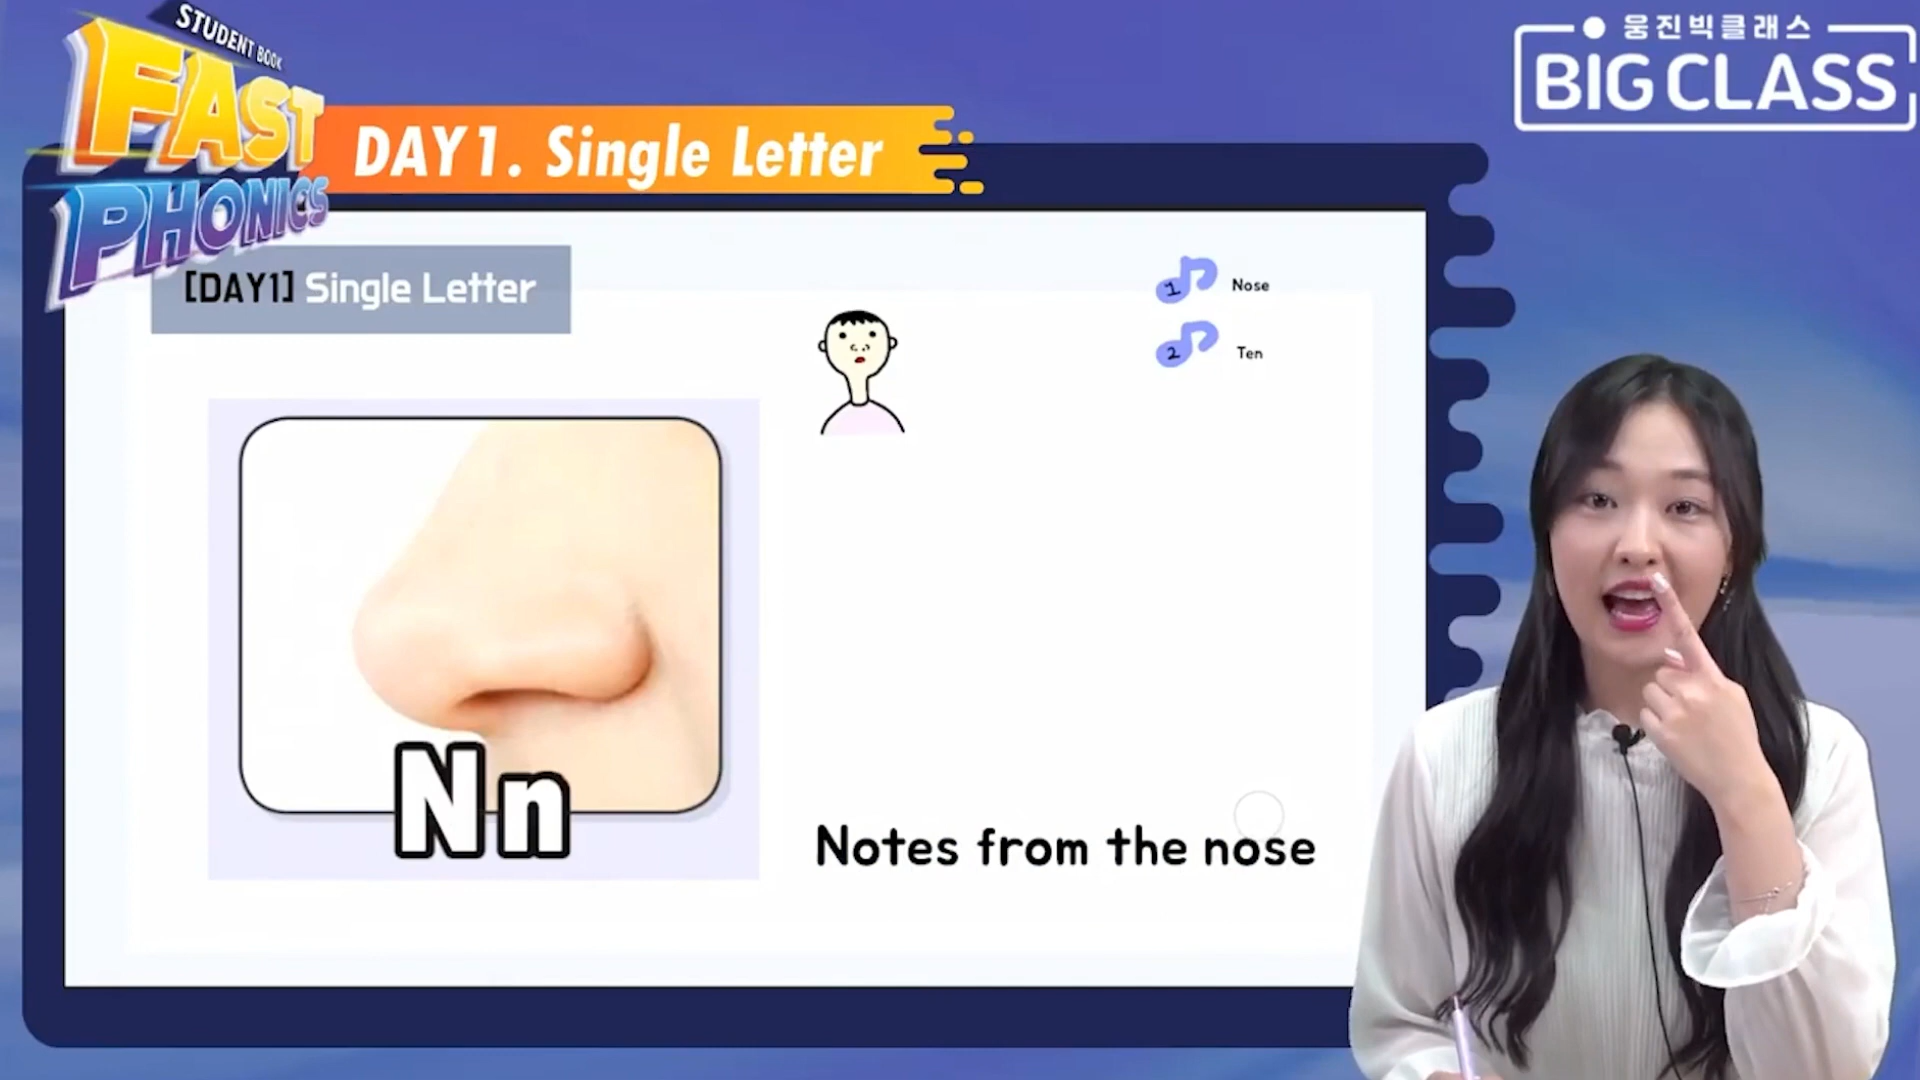 STUDENT BOOK
FAST
PHONICS
DAY1. Single Letter
웅진빅클래스
BIG CLASS
[DAY1] Single Letter
1 Nose
2 Ten
Nn
Notes from the nose